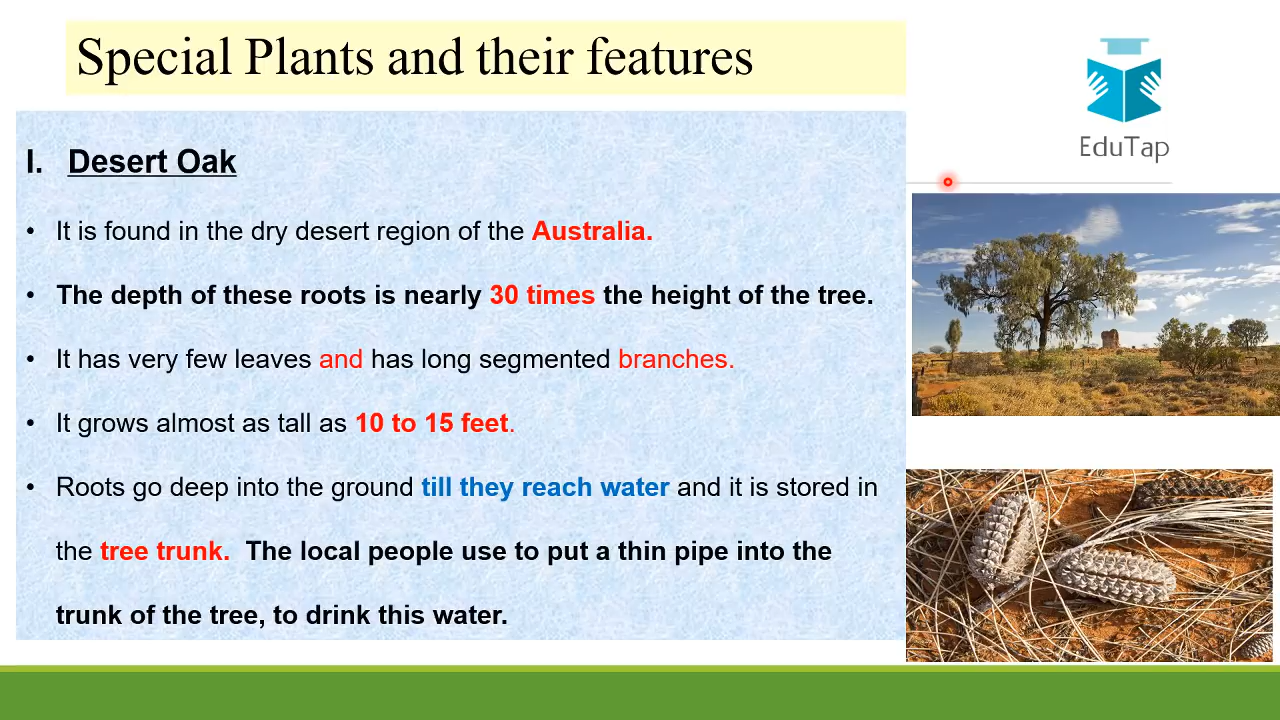 Special Plants and their features
EduTap
I. Desert Oak
• It is found in the dry desert region of the Australia.
• The depth of these roots is nearly 30 times the height of the tree.
• It has very few leaves and has long segmented branches.
• It grows almost as tall as 10 to 15 feet.
• Roots go deep into the ground till they reach water and it is stored in
the tree trunk. The local people use to put a thin pipe into the
trunk of the tree, to drink this water.